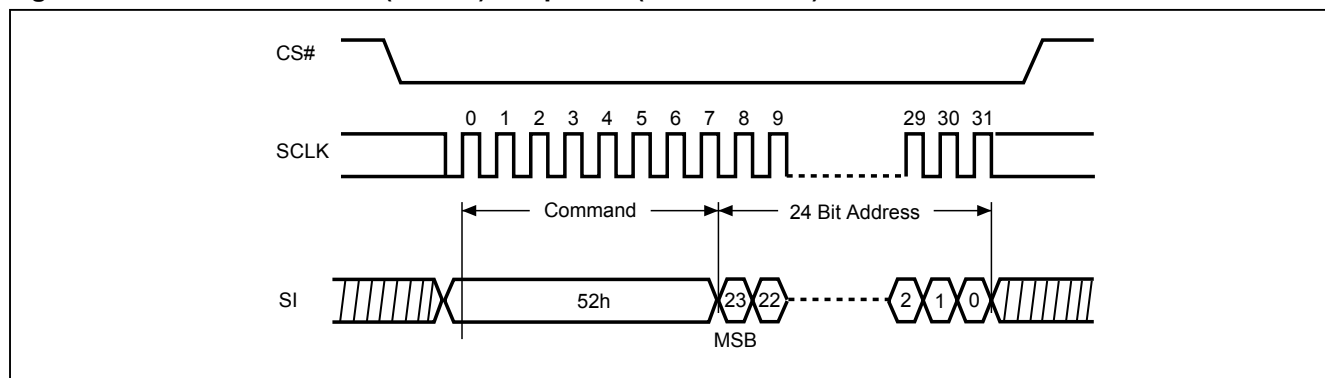 CS#
0 1 2 3 4 5 6 7 8 9 29 30 31
SCLK
Command 24 Bit Address
SI 52h 23 22 2 1 0
MSB